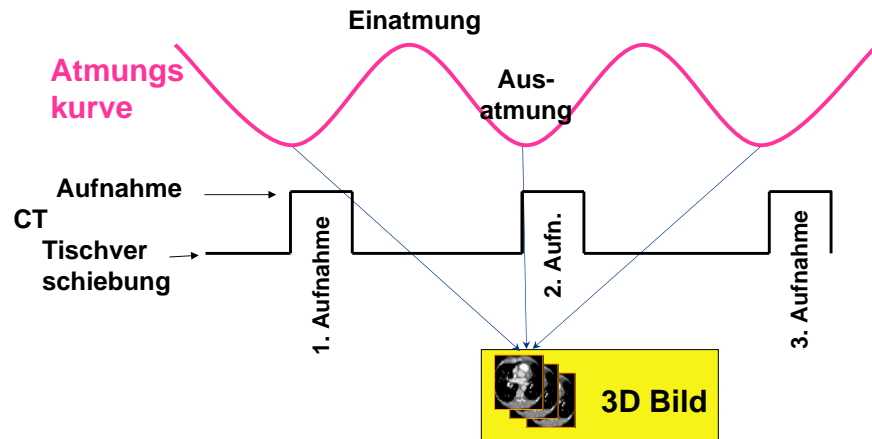 Einatmung
Atmungs
kurve
Aus-
atmung
Aufnahme
CT
Tischver
schiebung
1. Aufnahme
2. Aufn.
3. Aufnahme
3D Bild